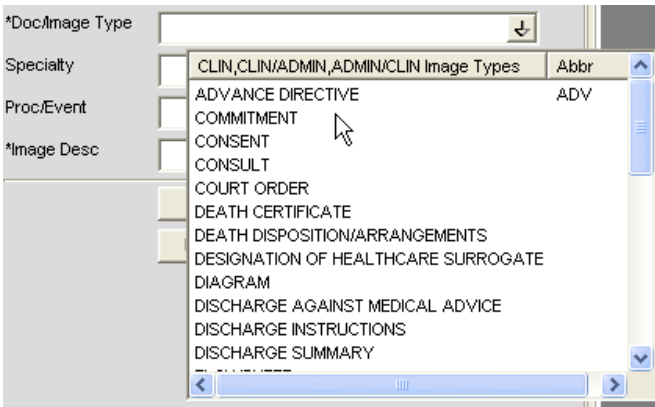 *Doc/Image Type
Specialty
CLIN,CLIN/ADMIN,ADMIN/CLIN Image Types Abbr
ADVANCE DIRECTIVE ADV
Proc/Event
COMMITMENT
CONSENT
*Image Desc
CONSULT
COURT ORDER
DEATH CERTIFICATE
DEATH DISPOSITION/ARRANGEMENTS
DESIGNATION OF HEALTHCARE SURROGATE
DIAGRAM
DISCHARGE AGAINST MEDICAL ADVICE
DISCHARGE INSTRUCTIONS
DISCHARGE SUMMARY